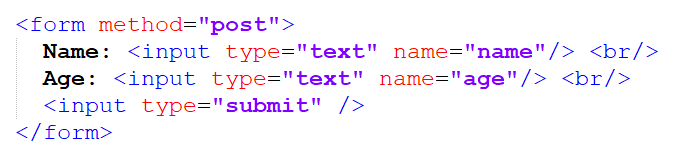 <form method="post">
Name: <input type="text" name="name"/> <br/>
Age: <input type="text" name="age"/> <br/>
<input type="submit" />
</form>